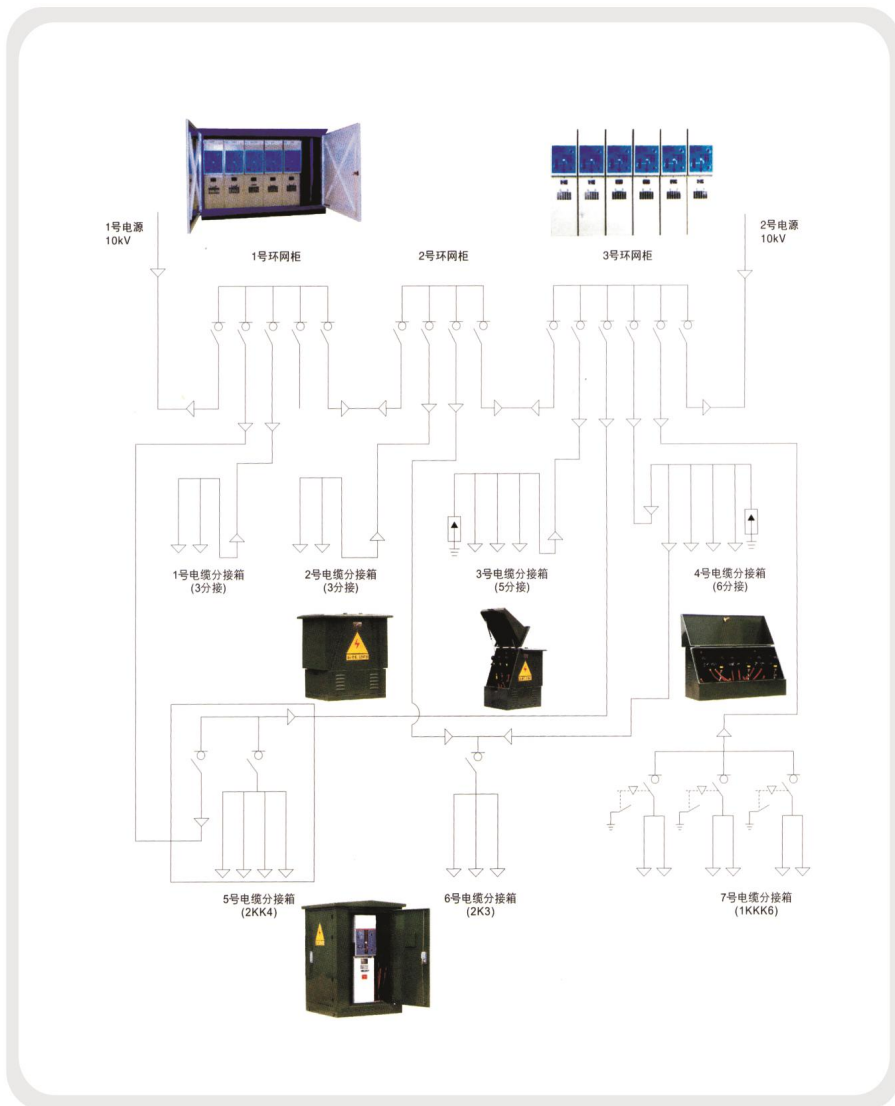 1号电源
10kV
2号电源
10kV
1号环网柜
2号环网柜
3号环网柜
1号电缆分接箱
(3分接)
2号电缆分接箱
(3分接)
3号电缆分接箱
(5分接)
4号电缆分接箱
(6分接)
5号电缆分接箱
(2KK4)
6号电缆分接箱
(2K3)
7号电缆分接箱
(1KKK6)